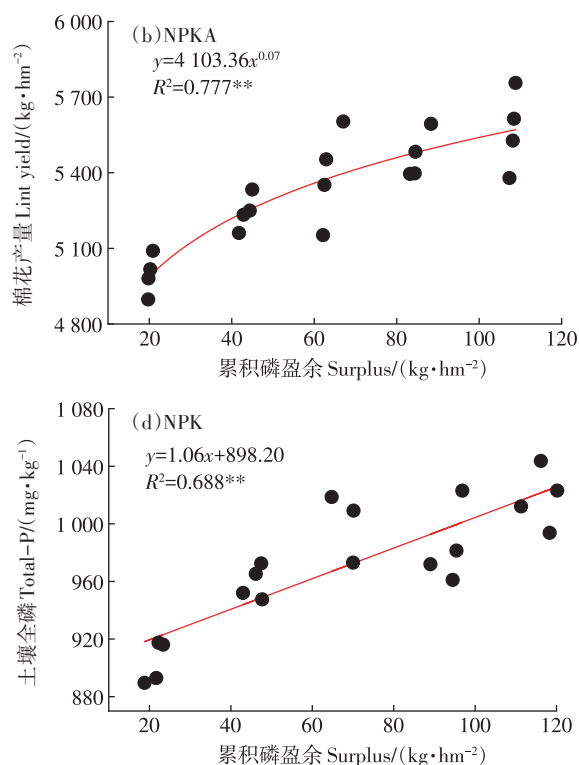 6 000
(b)NPKA
y=4 103.36x^0.07
R²=0.777**
5 700
5 400
5 100
4 800
棉花产量 Lint yield/(kg·hm⁻²)
20 40 60 80 100 120
累积磷盈余 Surplus/(kg·hm⁻²)
1 080
(d)NPK
y=1.06x+898.20
R²=0.688**
1 040
1 000
960
920
880
土壤全磷 Total-P/(mg·kg⁻¹)
20 40 60 80 100 120
累积磷盈余 Surplus/(kg·hm⁻²)